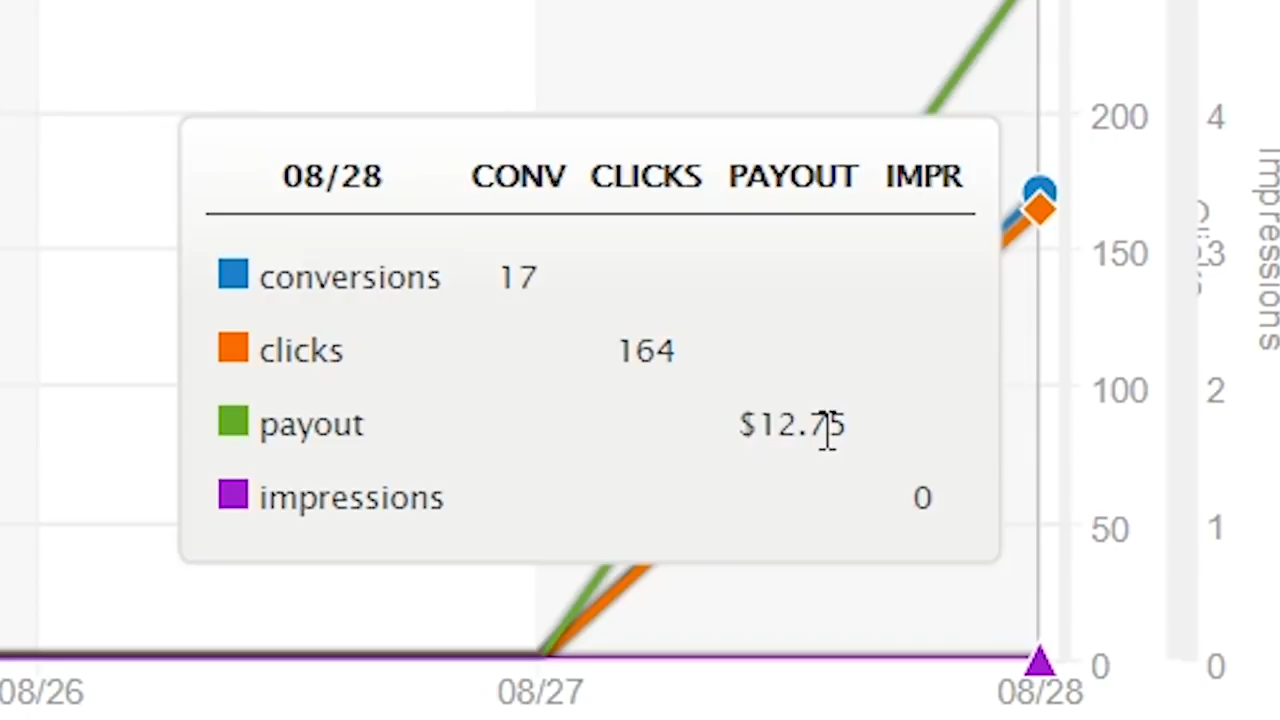 08/28 CONV CLICKS PAYOUT IMPR
conversions 17
clicks 164
payout $12.75
impressions 0
200 4
150 3
100 2
50 1
0 0
Impressions
08/26 08/27 08/28